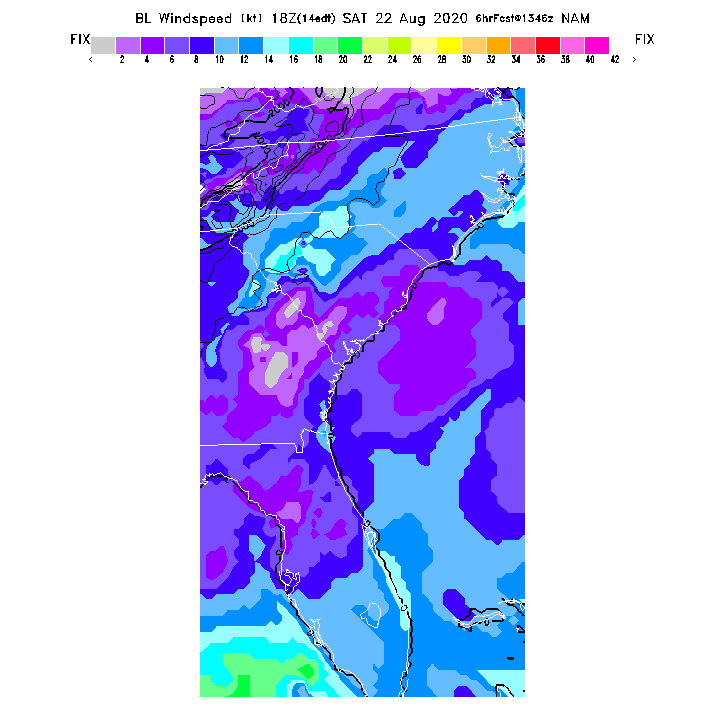 BL Windspeed [kt] 18Z(14edt) SAT 22 Aug 2020 6hrFcst@1346z NAM
FIX FIX
< 2 4 6 8 10 12 14 16 18 20 22 24 26 28 30 32 34 36 38 40 42 >
2000